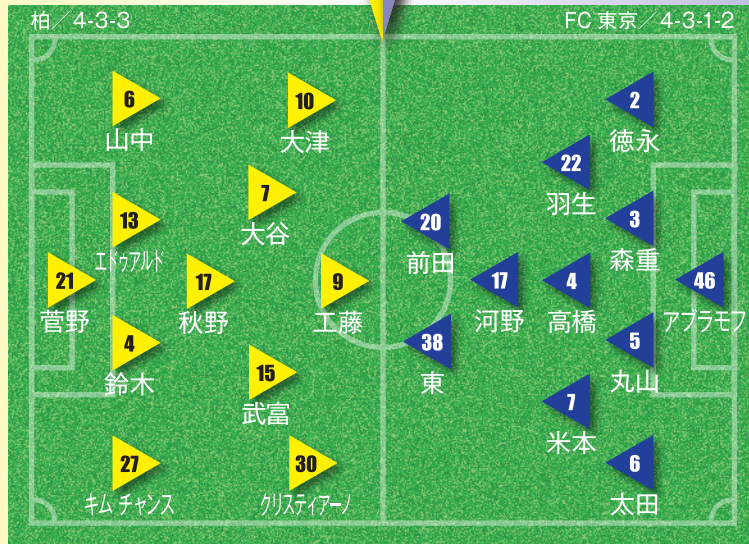 柏／4-3-3
FC 東京／4-3-1-2
6
山中
10
大津
7
大谷
13
エドゥアルド
21
菅野
17
秋野
9
工藤
4
鈴木
15
武富
27
キム チャンス
30
クリスティアーノ
2
徳永
22
羽生
20
前田
3
森重
17
河野
4
高橋
46
アブラモフ
38
東
5
丸山
7
米本
6
太田